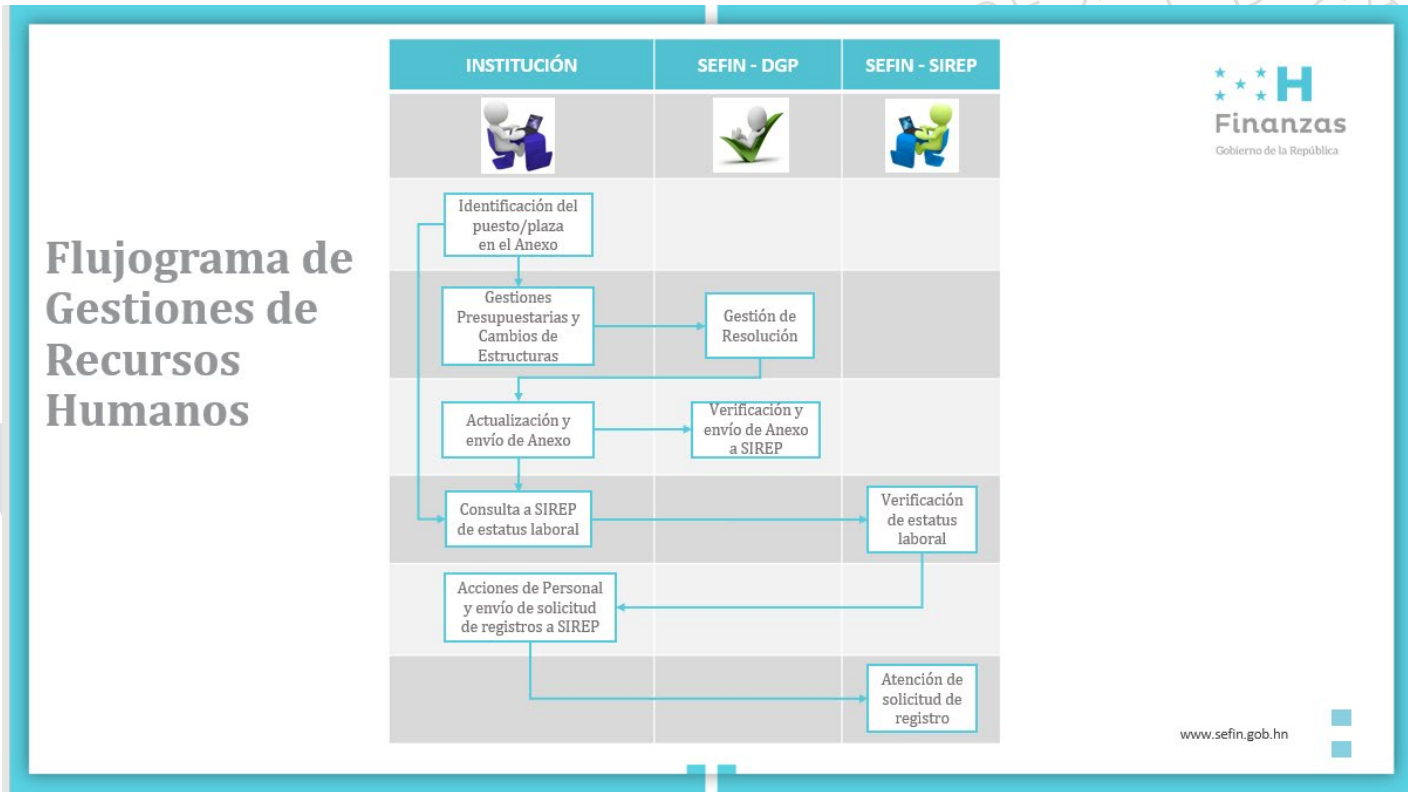 INSTITUCIÓN
SEFIN - DGP
SEFIN - SIREP
H
Finanzas
Gobierno de la República
Flujograma de
Gestiones de
Recursos
Humanos
Identificación del
puesto/plaza
en el Anexo
Gestiones
Presupuestarias y
Cambios de
Estructuras
Gestión de
Resolución
Actualización y
envío de Anexo
Verificación y
envío de Anexo
a SIREP
Consulta a SIREP
de estatus laboral
Verificación
de estatus
laboral
Acciones de Personal
y envío de solicitud
de registros a SIREP
Atención de
solicitud de
registro
www.sefin.gob.hn